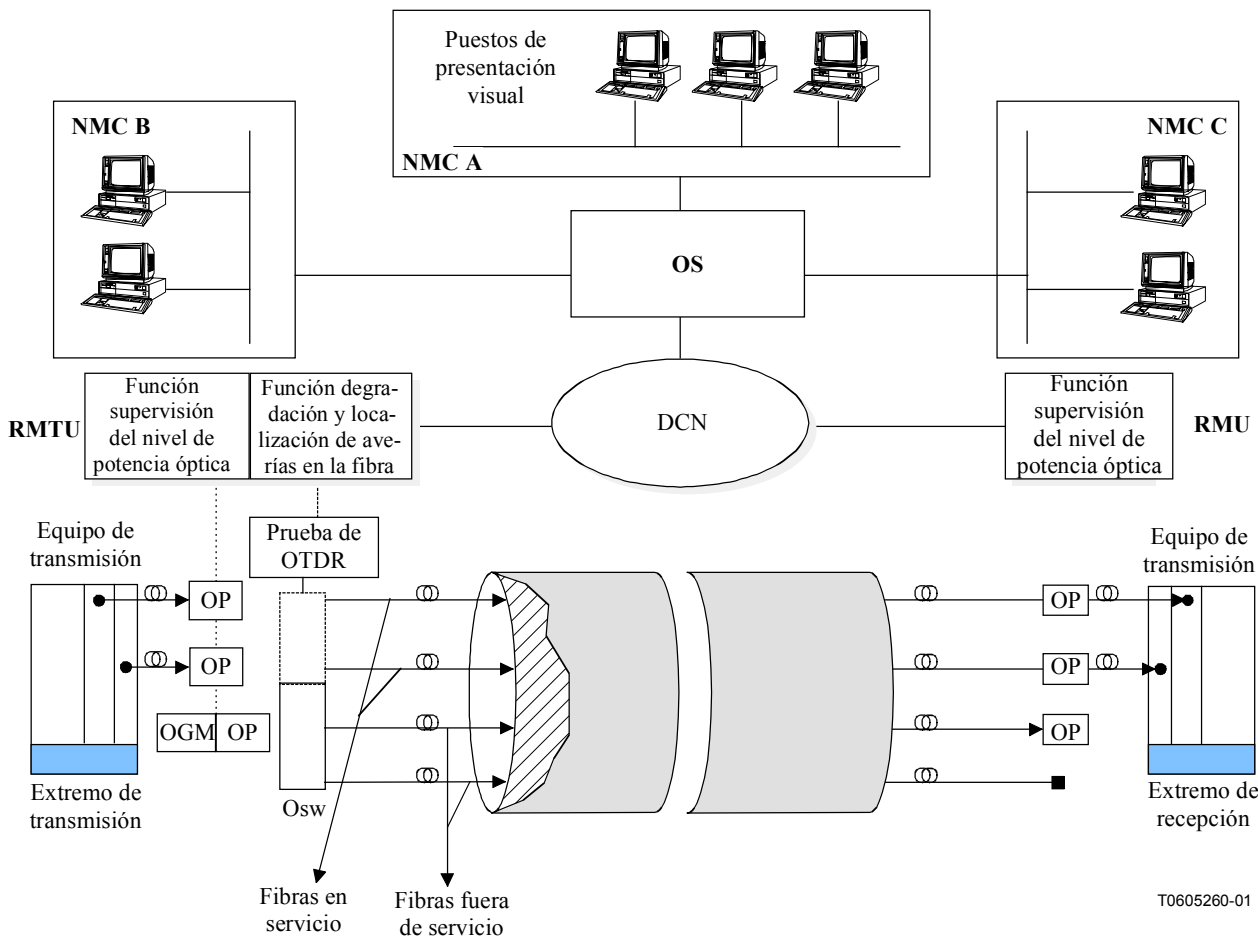 Puestos de
presentación
visual
NMC B
NMC A
NMC C
OS
Función
supervisión
del nivel de
potencia óptica
Función degra-
dación y loca-
lización de ave-
rías en la fibra
RMTU
DCN
Función
supervisión
del nivel de
potencia óptica
RMU
Equipo de
transmisión
Prueba de
OTDR
Equipo de
transmisión
OP
OP
OP
OP
OGM
OP
OP
Osw
Extremo de
transmisión
Extremo de
recepción
Fibras en
servicio
Fibras fuera
de servicio
T0605260-01